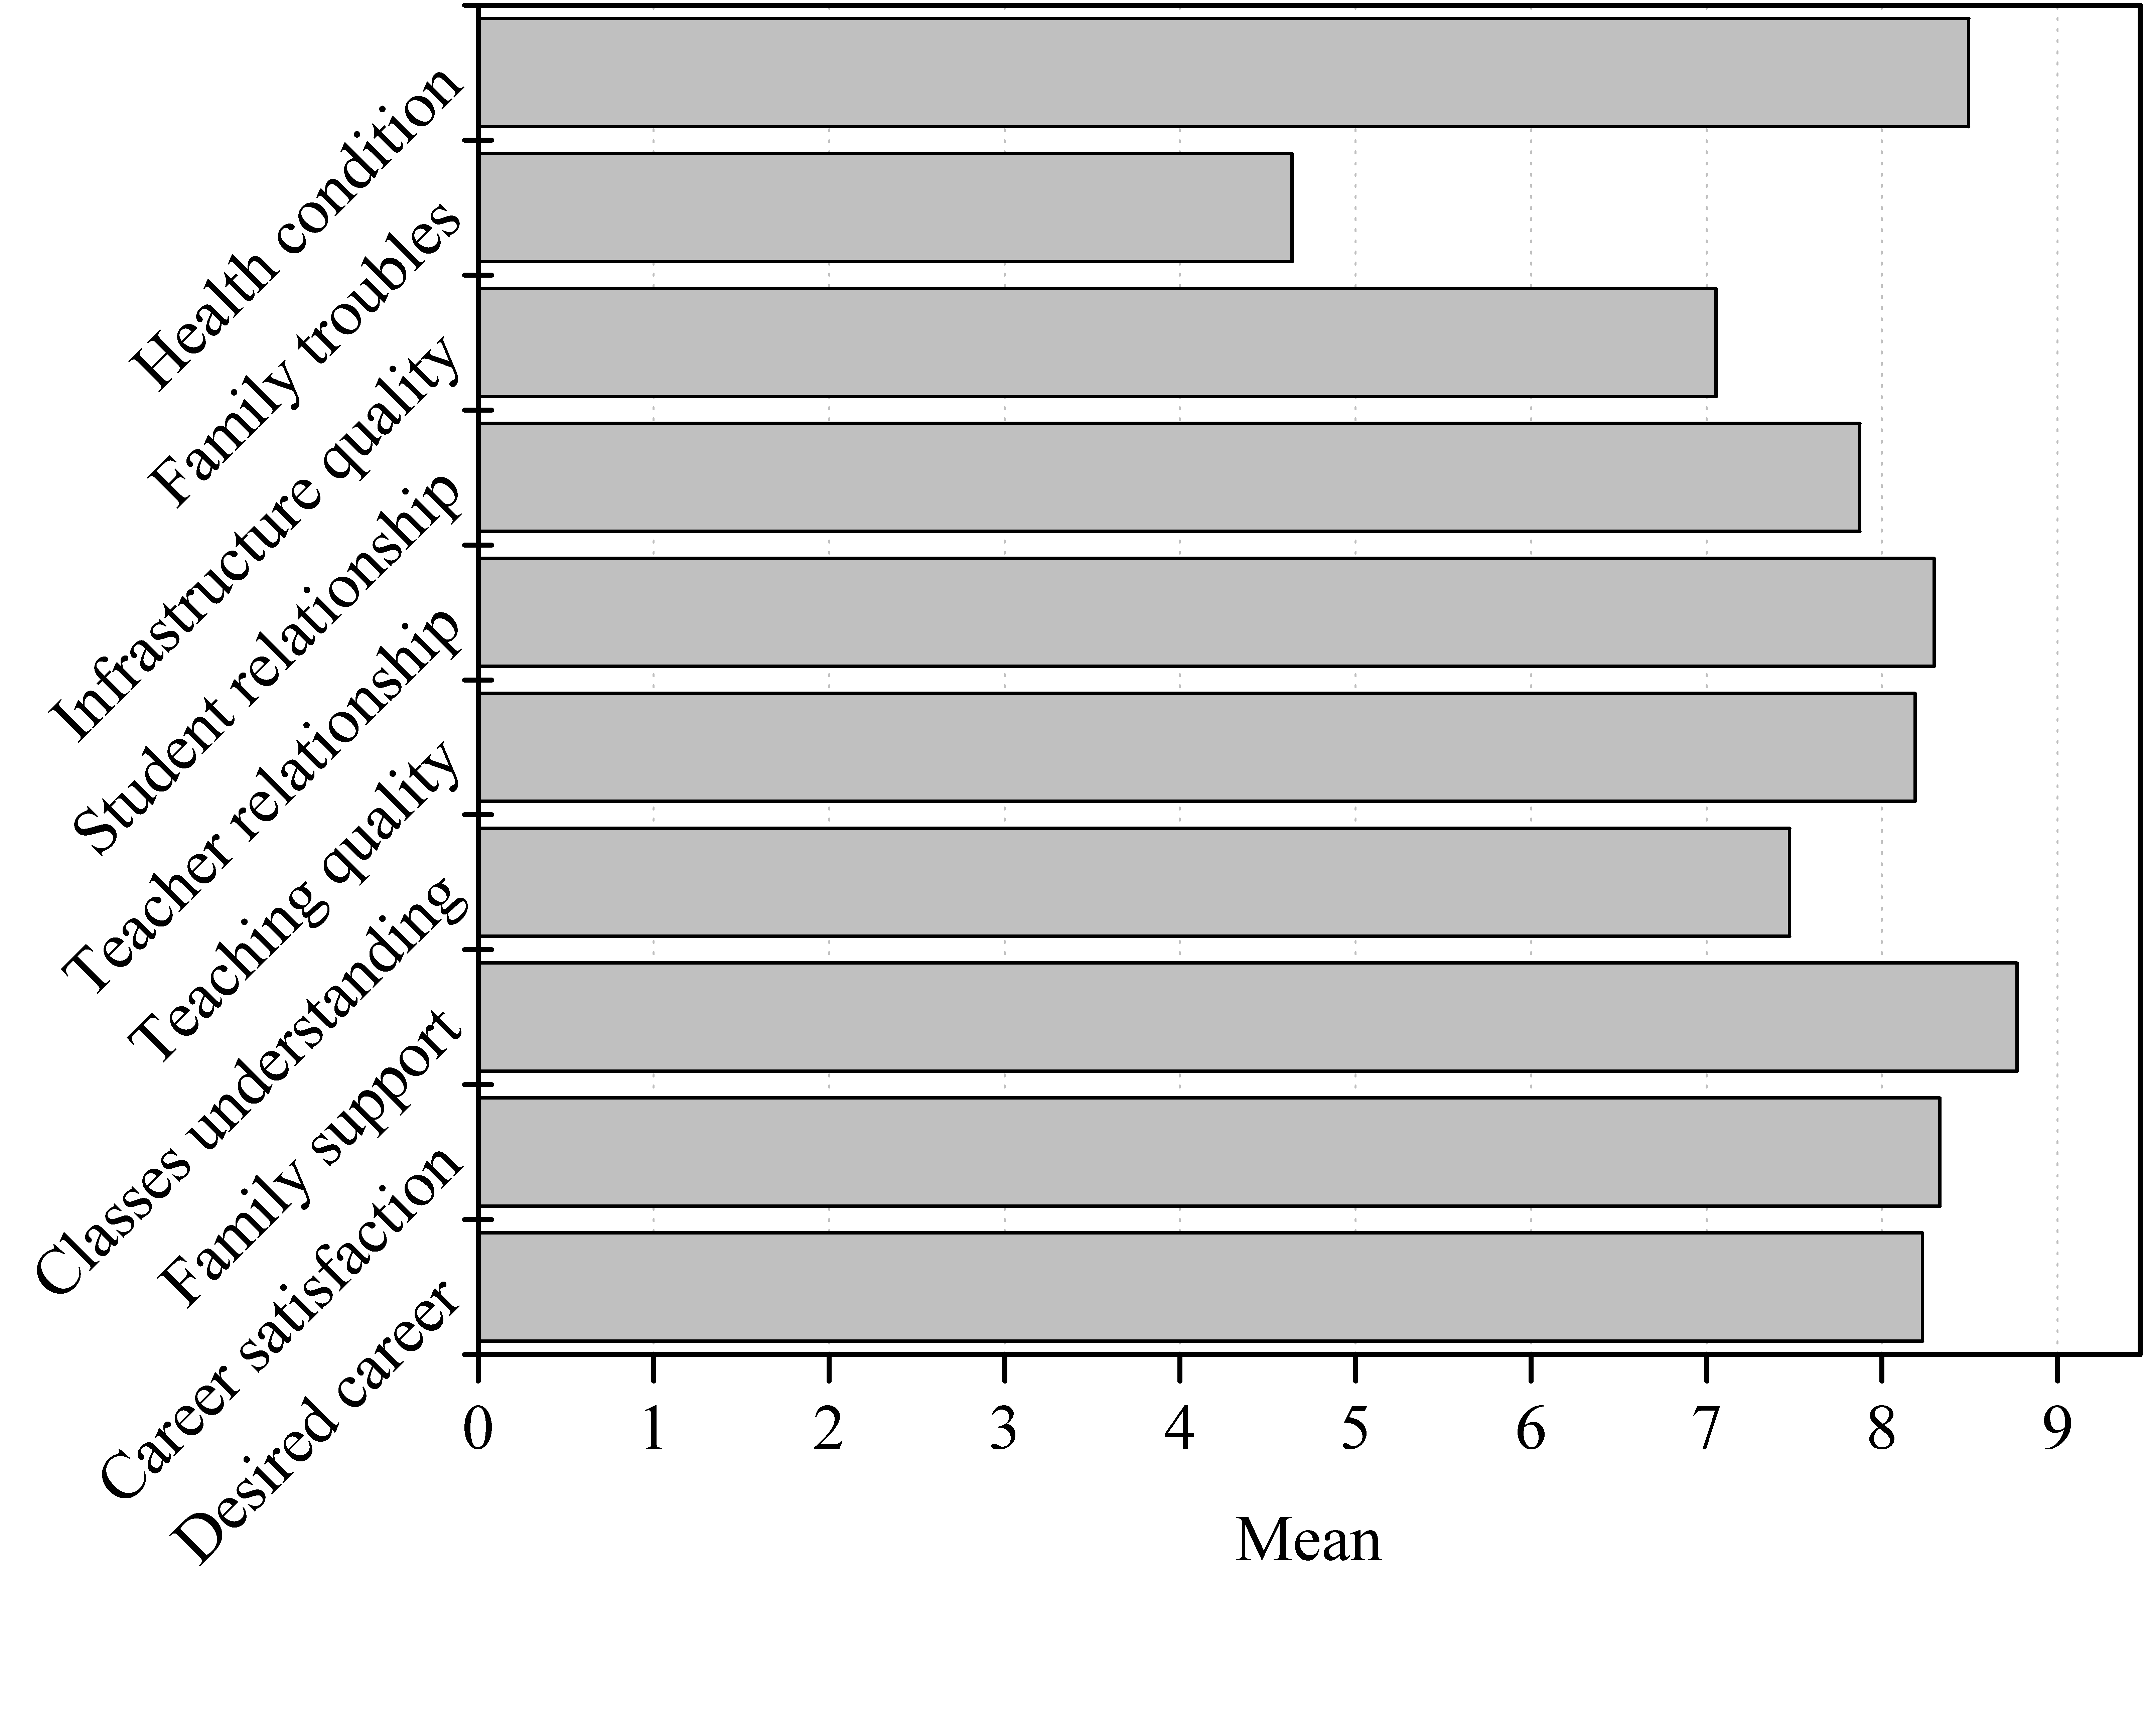 Health condition
Family troubles
Infrastructure quality
Student relationship
Teacher relationship
Teaching quality
Classes understanding
Family support
Career satisfaction
Desired career
0 1 2 3 4 5 6 7 8 9
Mean